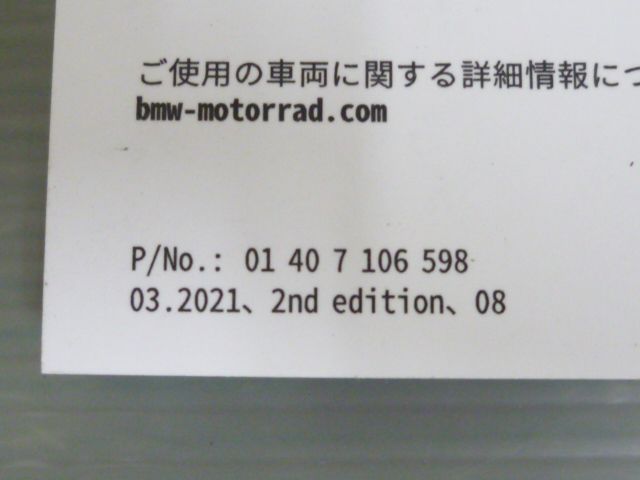 ご使用の車両に関する詳細情報につ
bmw-motorrad.com
P/No.: 01 40 7 106 598
03.2021、2nd edition、08